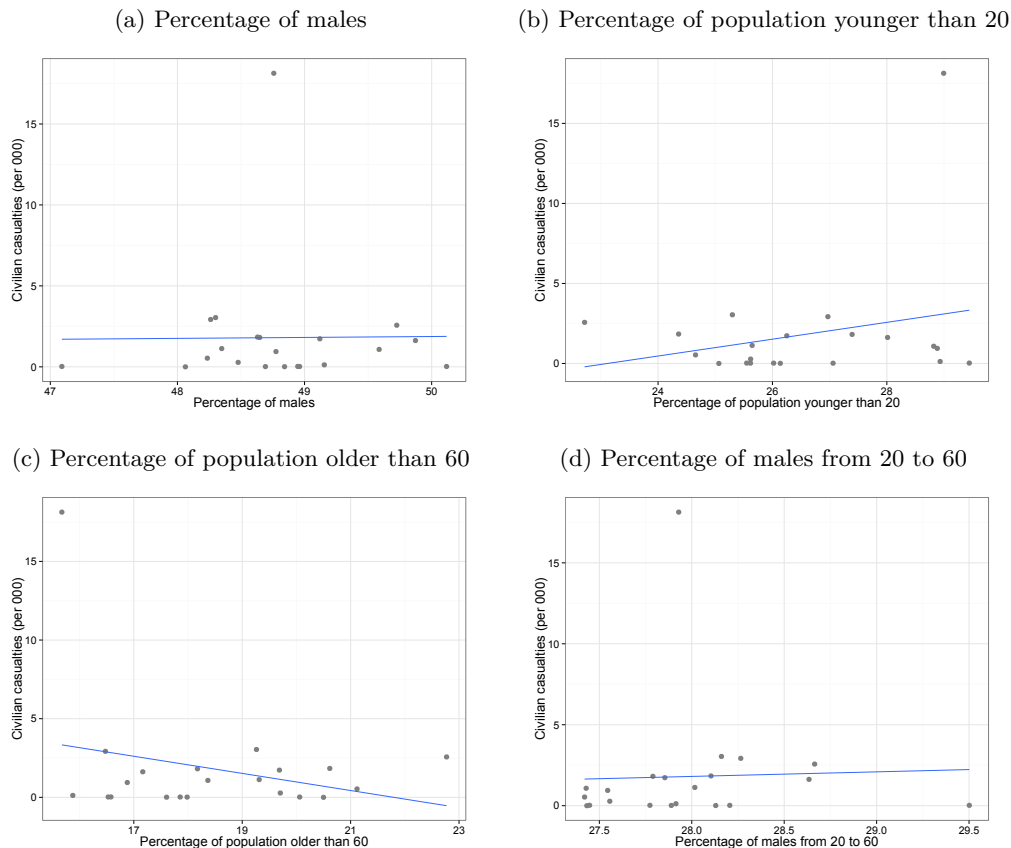 (a) Percentage of males
(b) Percentage of population younger than 20
Civilian casualties (per 000)
15
10
5
0
47
48
49
50
Percentage of males
Civilian casualties (per 000)
15
10
5
0
24
26
28
Percentage of population younger than 20
(c) Percentage of population older than 60
(d) Percentage of males from 20 to 60
Civilian casualties (per 000)
15
10
5
0
17
19
21
23
Percentage of population older than 60
Civilian casualties (per 000)
15
10
5
0
27.5
28.0
28.5
29.0
29.5
Percentage of males from 20 to 60